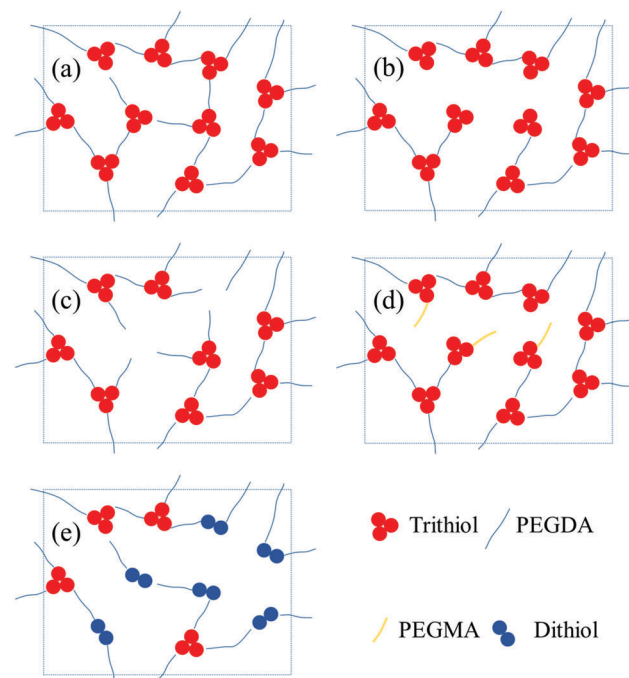 (a) (b)
(c) (d)
(e)
Trithiol PEGDA
PEGMA Dithiol